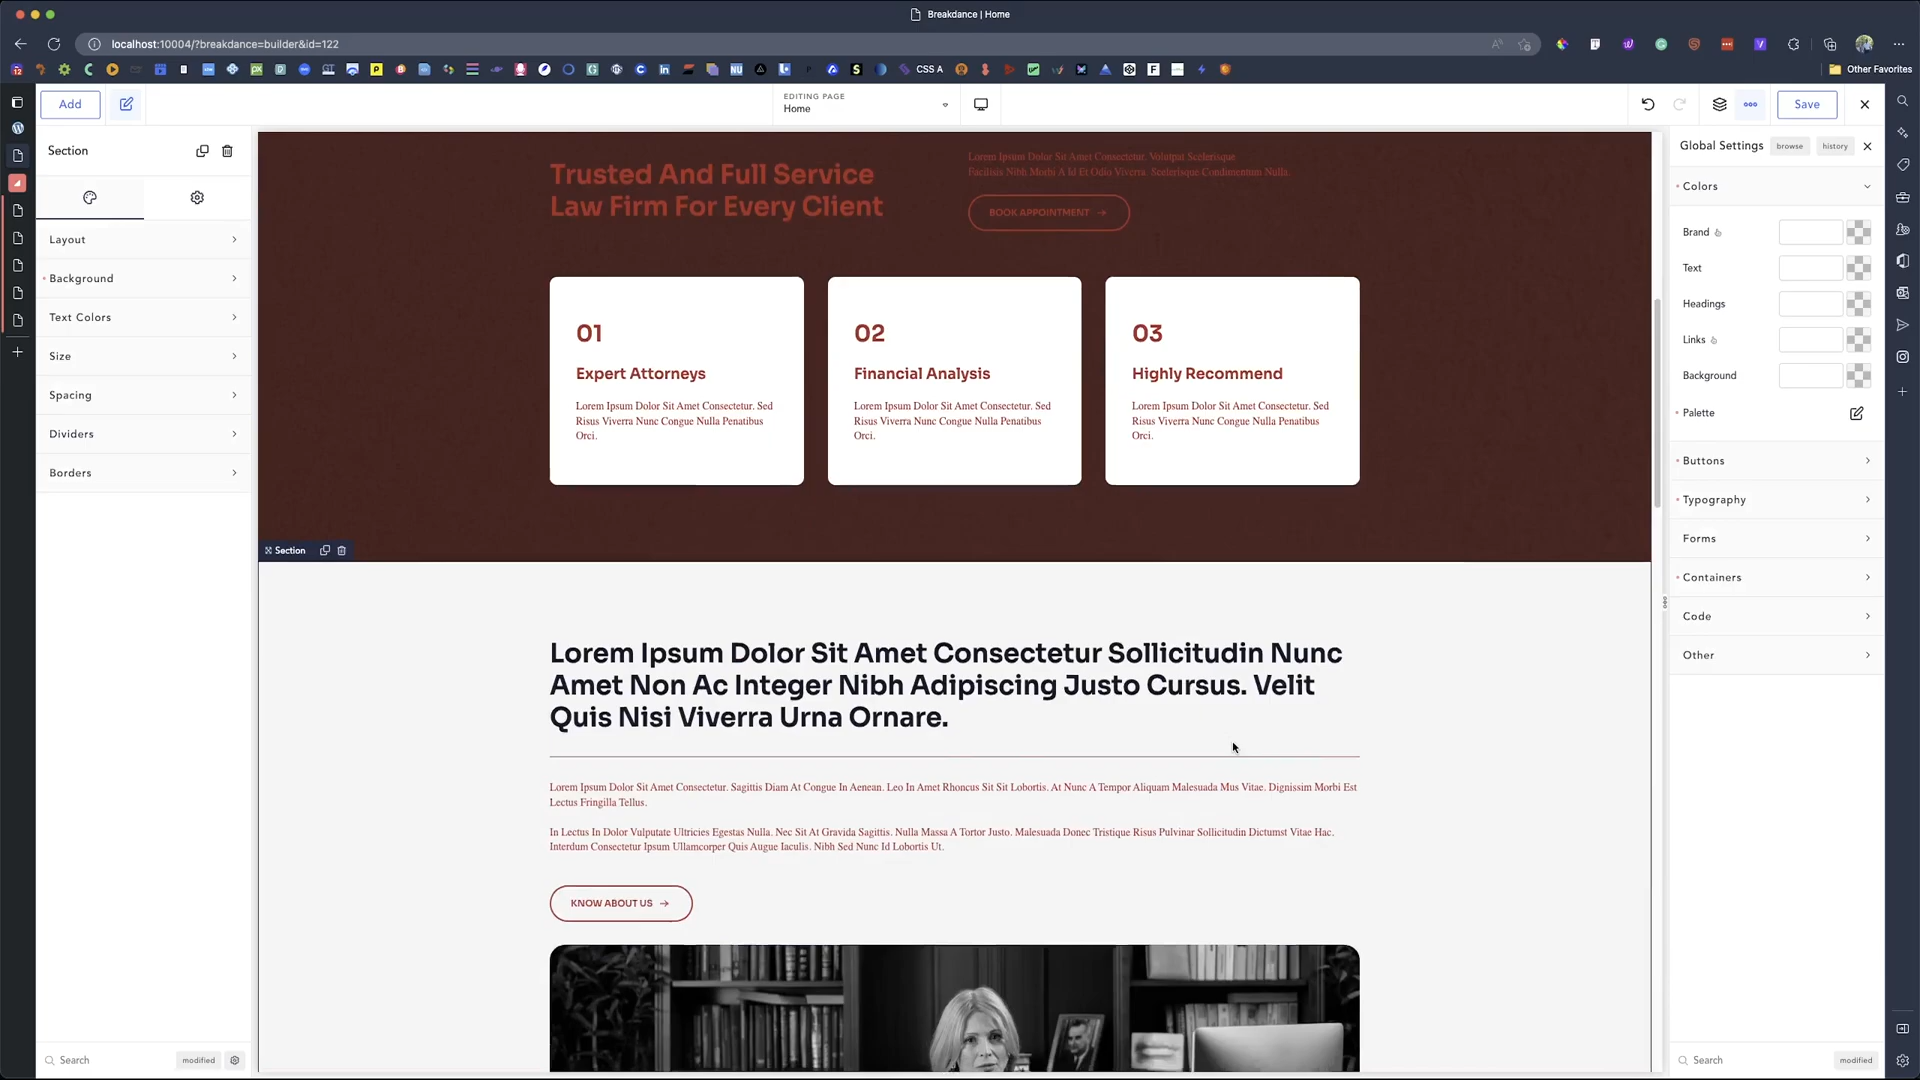 Breakdance | Home
localhost:10004/?breakdance=builder&id=122
CSS A
Other Favorites
Add
EDITING PAGE
Home
Save
Section
Layout
Background
Text Colors
Size
Spacing
Dividers
Borders
Search
modified
Trusted And Full Service
Law Firm For Every Client
Lorem Ipsum Dolor Sit Amet Consectetur. Volutpat Scelerisque
Facilisis Nibh Morbi A Id Et Odio Viverra. Scelerisque Condimentum Nulla.
BOOK APPOINTMENT →
01
Expert Attorneys
Lorem Ipsum Dolor Sit Amet Consectetur. Sed
Risus Viverra Nunc Congue Nulla Penatibus
Orci.
02
Financial Analysis
Lorem Ipsum Dolor Sit Amet Consectetur. Sed
Risus Viverra Nunc Congue Nulla Penatibus
Orci.
03
Highly Recommend
Lorem Ipsum Dolor Sit Amet Consectetur. Sed
Risus Viverra Nunc Congue Nulla Penatibus
Orci.
Section
Lorem Ipsum Dolor Sit Amet Consectetur Sollicitudin Nunc
Amet Non Ac Integer Nibh Adipiscing Justo Cursus. Velit
Quis Nisi Viverra Urna Ornare.
Lorem Ipsum Dolor Sit Amet Consectetur. Sagittis Diam At Congue In Aenean. Leo In Amet Rhoncus Sit Sit Lobortis. At Nunc A Tempor Aliquam Malesuada Mus Vitae. Dignissim Morbi Est
Lectus Fringilla Tellus.
In Lectus In Dolor Vulputate Ultricies Egestas Nulla. Nec Sit At Gravida Sagittis. Nulla Massa A Tortor Justo. Malesuada Donec Tristique Risus Pulvinar Sollicitudin Dictumst Vitae Hac.
Interdum Consectetur Ipsum Ullamcorper Quis Augue Iaculis. Nibh Sed Nunc Id Lobortis Ut.
KNOW ABOUT US →
Global Settings
browse
history
Colors
Brand
Text
Headings
Links
Background
Palette
Buttons
Typography
Forms
Containers
Code
Other
Search
modified